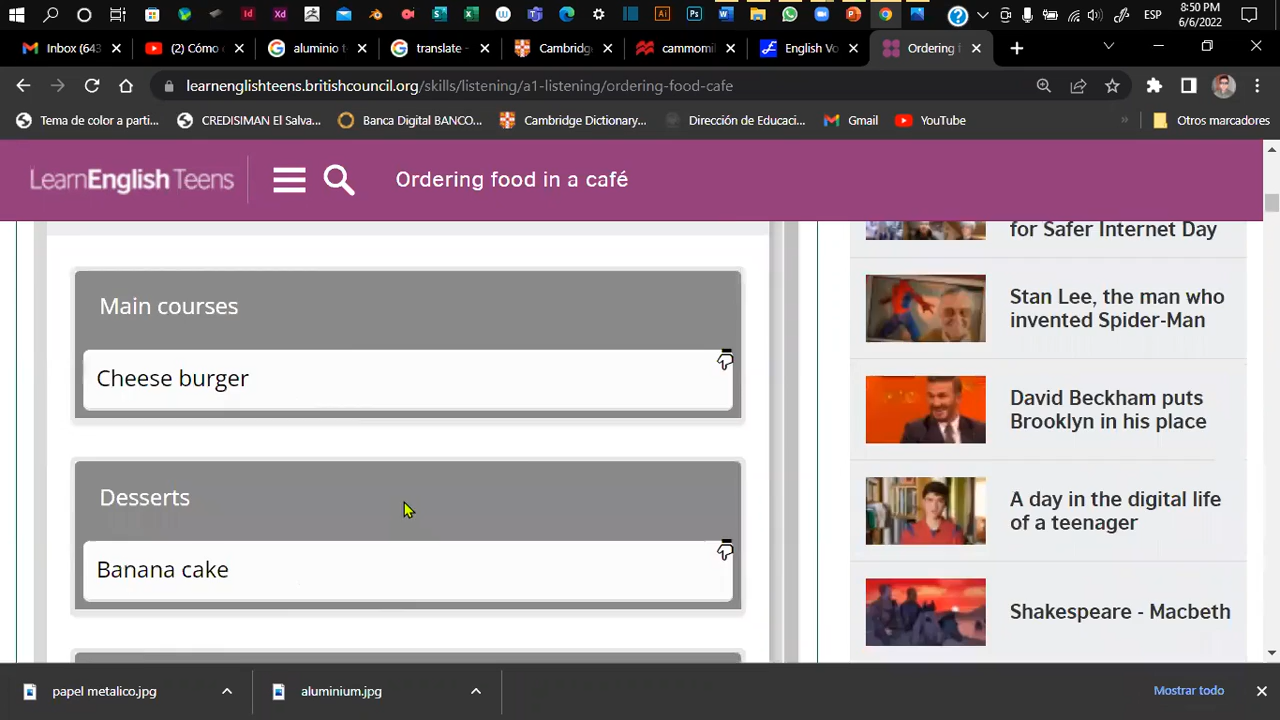 8:50 PM
ESP
6/6/2022
Inbox (643
(2) Cómo
aluminio t
translate -
Cambridg
cammomil
English Vo
Ordering f
learnenglishteens.britishcouncil.org/skills/listening/a1-listening/ordering-food-cafe
Tema de color a parti...
CREDISIMAN El Salva...
Banca Digital BANCO...
Cambridge Dictionary...
Dirección de Educaci...
Gmail
YouTube
»
Otros marcadores
LearnEnglish Teens
Ordering food in a café
Main courses
Cheese burger
Desserts
Banana cake
for Safer Internet Day
Stan Lee, the man who
invented Spider-Man
David Beckham puts
Brooklyn in his place
A day in the digital life
of a teenager
Shakespeare - Macbeth
papel metalico.jpg
aluminium.jpg
Mostrar todo